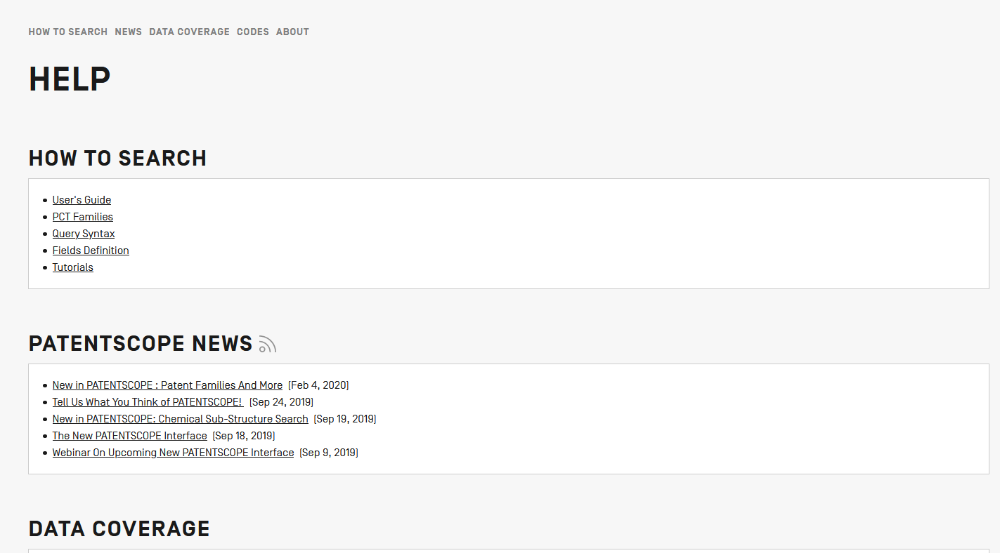 HOW TO SEARCH NEWS DATA COVERAGE CODES ABOUT
HELP
HOW TO SEARCH
User's Guide
PCT Families
Query Syntax
Fields Definition
Tutorials
PATENTSCOPE NEWS
New in PATENTSCOPE : Patent Families And More [Feb 4, 2020]
Tell Us What You Think of PATENTSCOPE! [Sep 24, 2019]
New in PATENTSCOPE: Chemical Sub-Structure Search [Sep 19, 2019]
The New PATENTSCOPE Interface [Sep 18, 2019]
Webinar On Upcoming New PATENTSCOPE Interface [Sep 9, 2019]
DATA COVERAGE